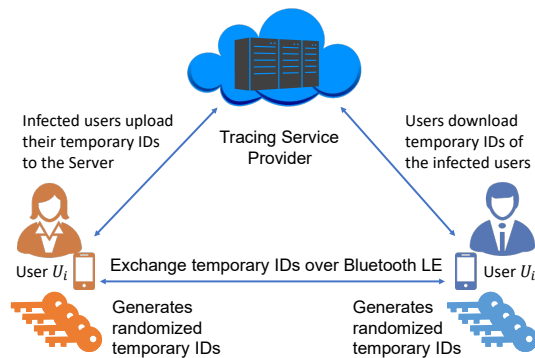 Infected users upload
their temporary IDs
to the Server
Tracing Service
Provider
Users download
temporary IDs of
the infected users
User Ui
Exchange temporary IDs over Bluetooth LE
User Ui
Generates
randomized
temporary IDs
Generates
randomized
temporary IDs